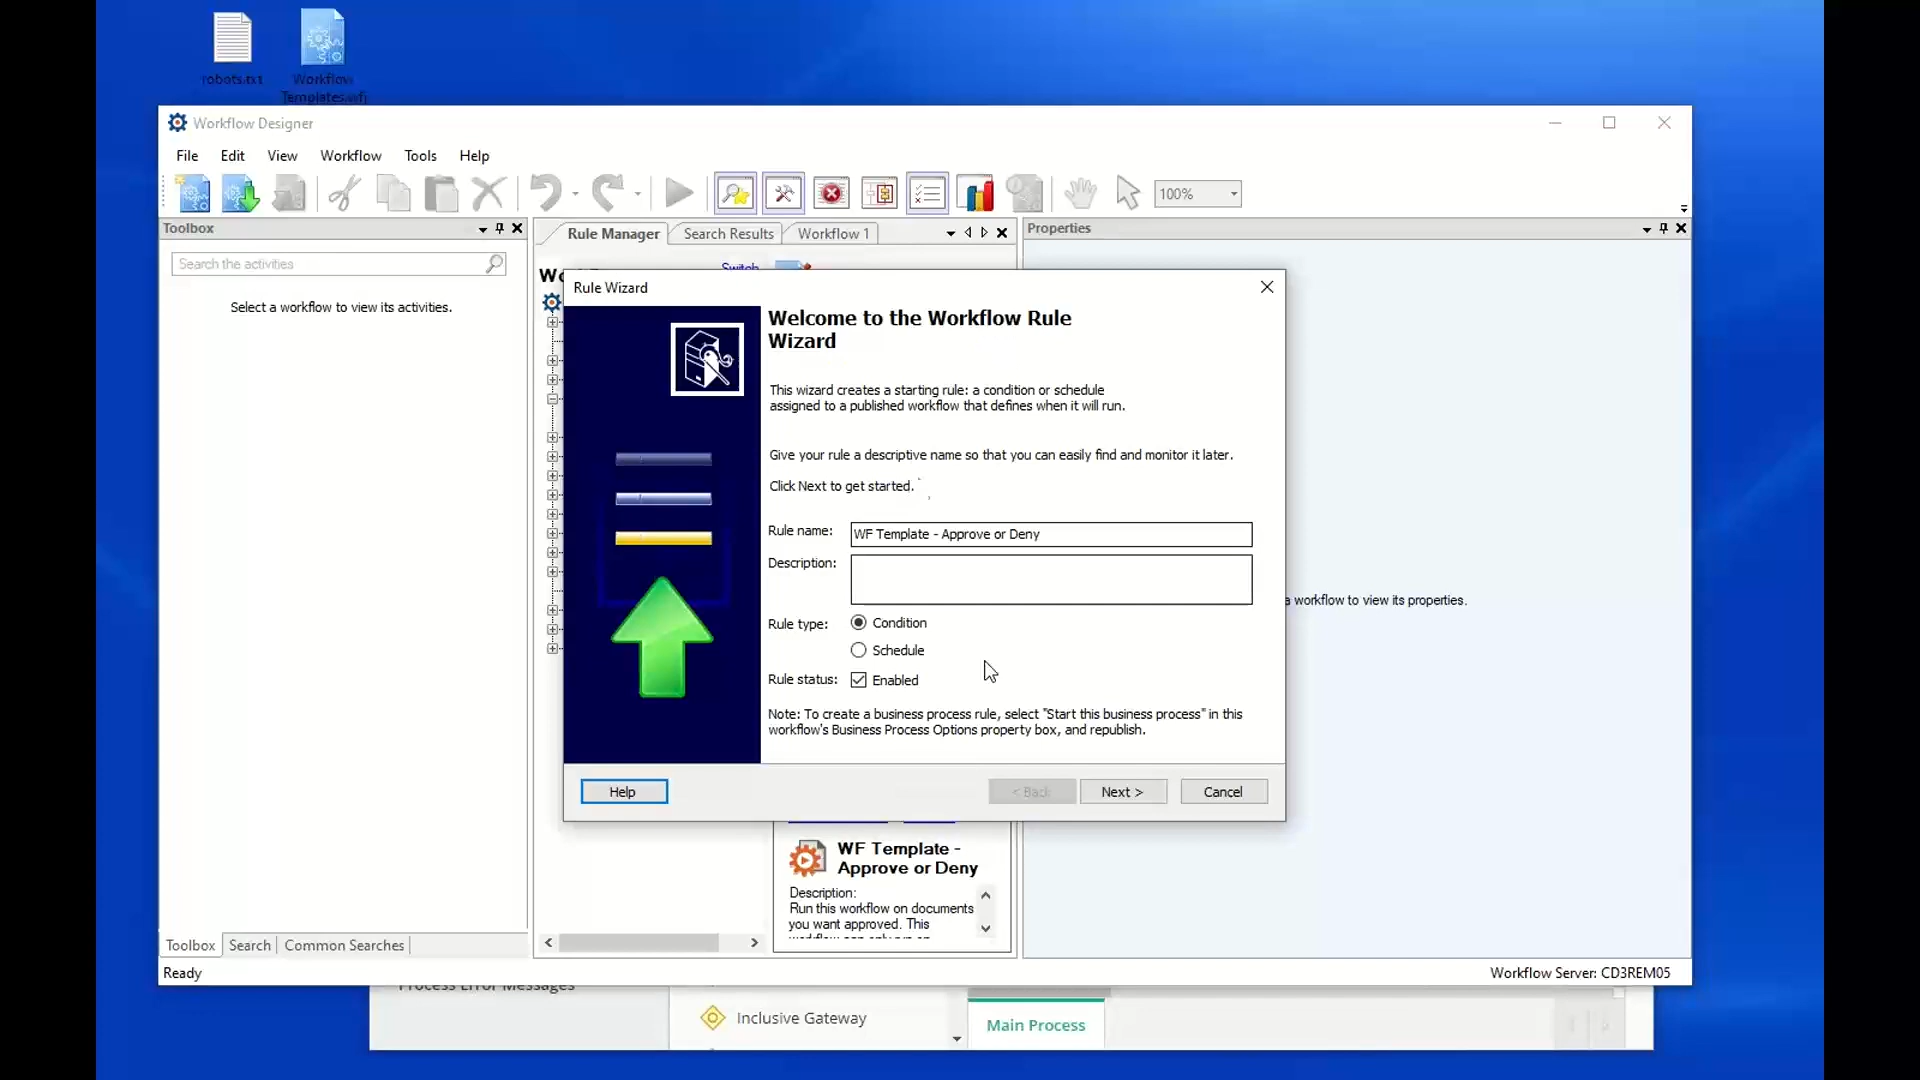 robots.txt
Workflow
Templates.wfi
Workflow Designer
File Edit View Workflow Tools Help
100%
Toolbox
Rule Manager Search Results Workflow 1
Properties
Search the activities
Select a workflow to view its activities.
Switch
Rule Wizard
Welcome to the Workflow Rule
Wizard
This wizard creates a starting rule: a condition or schedule
assigned to a published workflow that defines when it will run.
Give your rule a descriptive name so that you can easily find and monitor it later.
Click Next to get started.
Rule name: WF Template - Approve or Deny
Description:
Rule type: Condition
Schedule
Rule status: Enabled
Note: To create a business process rule, select "Start this business process" in this
workflow's Business Process Options property box, and republish.
Help < Back Next > Cancel
a workflow to view its properties.
WF Template -
Approve or Deny
Description:
Run this workflow on documents
you want approved. This
Toolbox Search Common Searches
Ready
Workflow Server: CD3REM05
Process Error Messages
Inclusive Gateway
Main Process